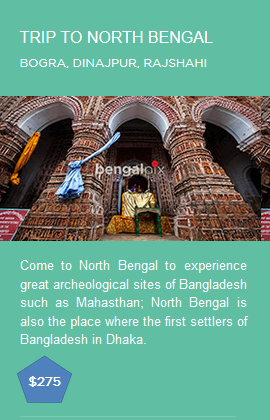 TRIP TO NORTH BENGAL
BOGRA, DINAJPUR, RAJSHAHI
bengalpix
Come to North Bengal to experience
great archeological sites of Bangladesh
such as Mahasthan; North Bengal is
also the place where the first settlers of
Bangladesh in Dhaka.
$275